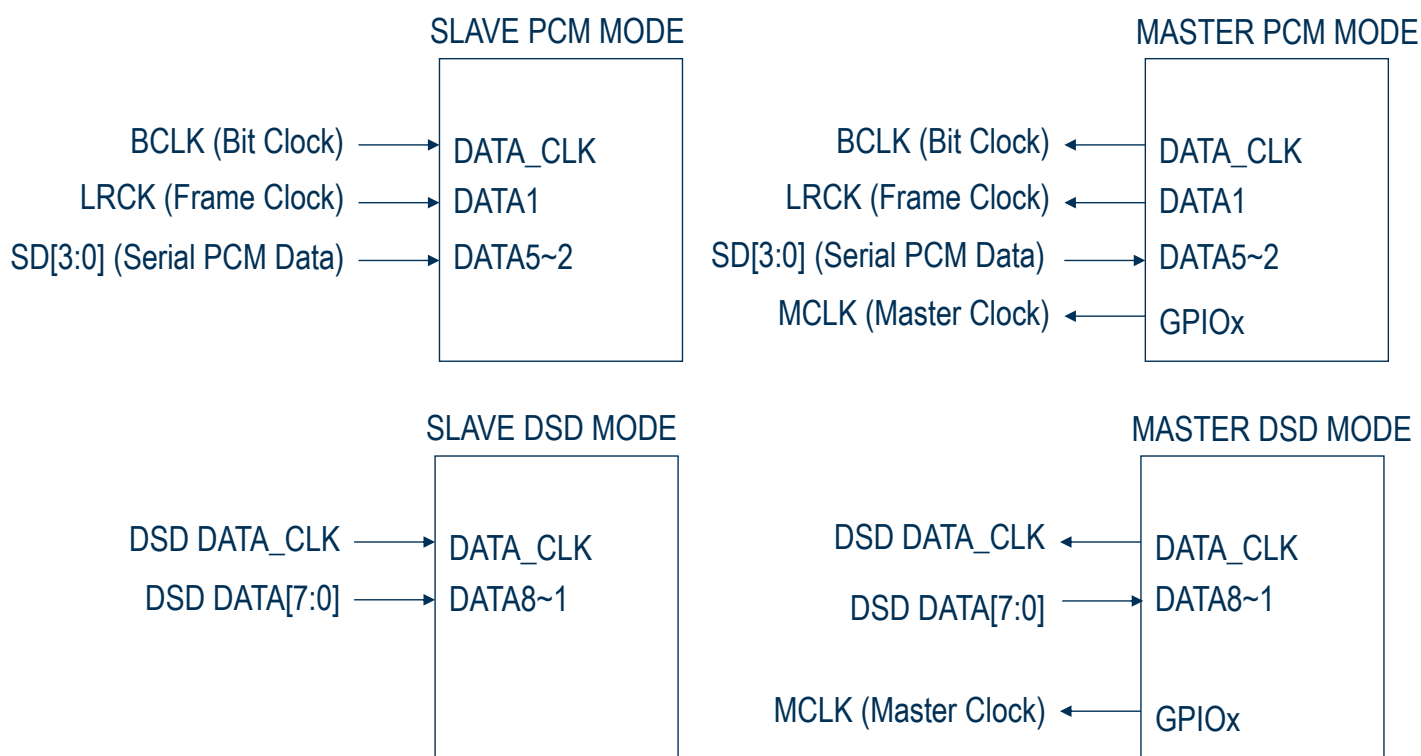 SLAVE PCM MODE
BCLK (Bit Clock) DATA_CLK
LRCK (Frame Clock) DATA1
SD[3:0] (Serial PCM Data) DATA5~2
MASTER PCM MODE
BCLK (Bit Clock) DATA_CLK
LRCK (Frame Clock) DATA1
SD[3:0] (Serial PCM Data) DATA5~2
MCLK (Master Clock) GPIOx
SLAVE DSD MODE
DSD DATA_CLK DATA_CLK
DSD DATA[7:0] DATA8~1
MASTER DSD MODE
DSD DATA_CLK DATA_CLK
DSD DATA[7:0] DATA8~1
MCLK (Master Clock) GPIOx